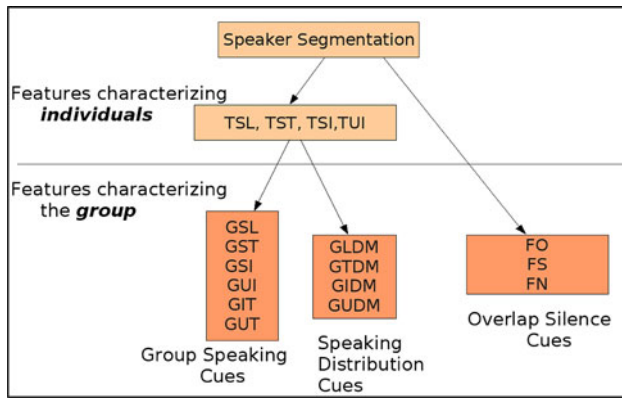 Speaker Segmentation
Features characterizing
individuals
TSL, TST, TSI,TUI
Features characterizing
the group
GSL
GST
GSI
GUI
GIT
GUT
Group Speaking
Cues
GLDM
GTDM
GIDM
GUDM
Speaking
Distribution
Cues
FO
FS
FN
Overlap Silence
Cues